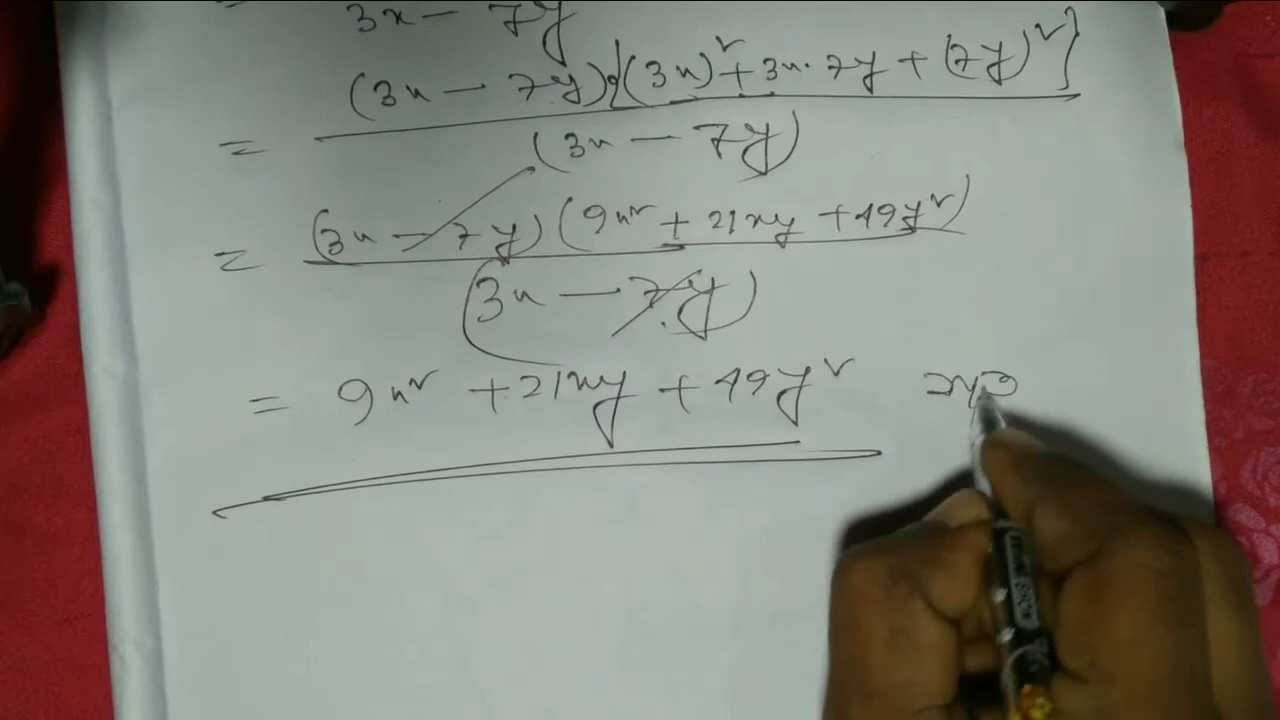 = 3x - 7y
= (3x - 7y){(3x)² + 3x · 7y + (7y)²}
(3x - 7y)
= (3x - 7y)(9x² + 21xy + 49y²)
(3x - 7y)
= 9x² + 21xy + 49y²